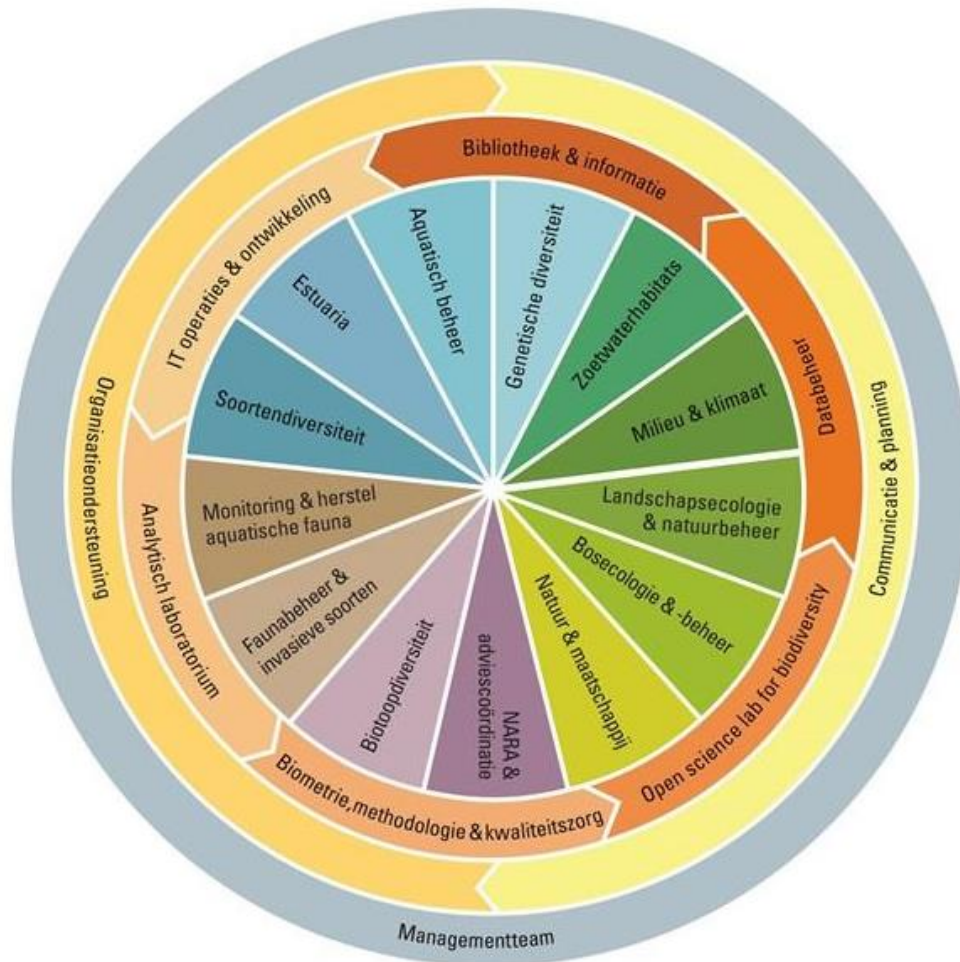 Managementteam
Organisatieondersteuning
Communicatie & planning
Bibliotheek & informatie
Databeheer
Open science lab for biodiversity
Biometrie, methodologie & kwaliteitszorg
Analytisch laboratorium
IT operaties & ontwikkeling
Aquatisch beheer
Genetische diversiteit
Zoetwaterhabitats
Milieu & klimaat
Landschapsecologie
& natuurbeheer
Bosecologie & -beheer
Natuur & maatschappij
NARA &
adviescoördinatie
Biotoopdiversiteit
Faunabeheer &
invasieve soorten
Monitoring & herstel
aquatische fauna
Soortendiversiteit
Estuaria